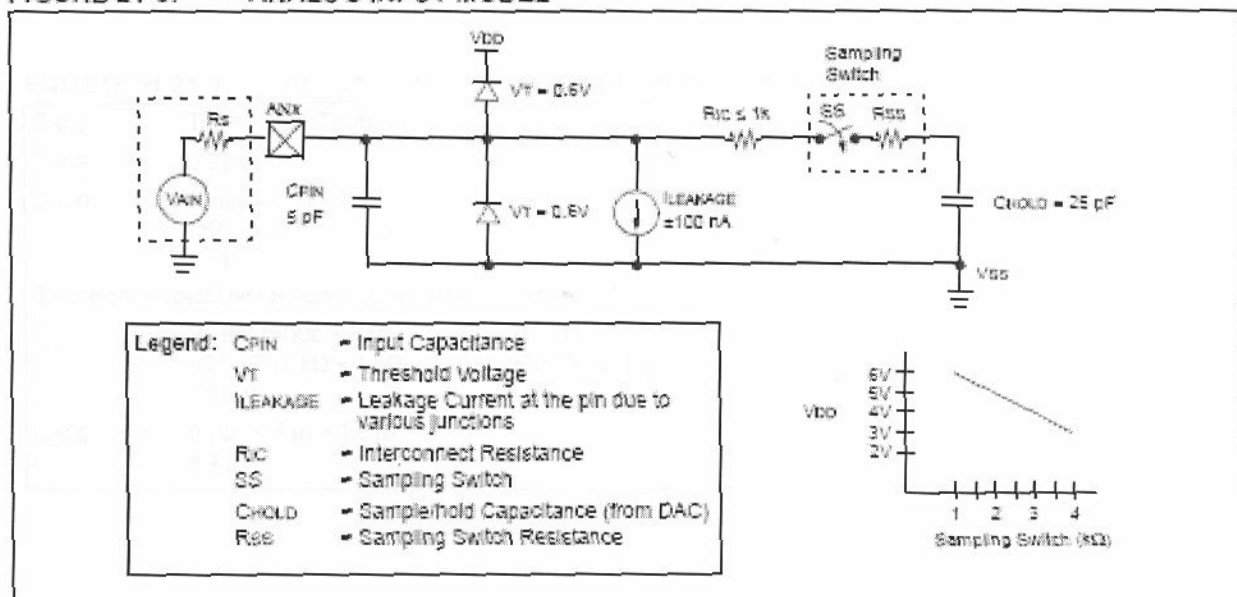 VDD
Sampling
Switch
Rs
ANx
VT = 0.6V
RIC ≤ 1k
SS
RSS
VAIN
CPIN
5 pF
VT = 0.6V
ILEAKAGE
±100 nA
CHOLD = 25 pF
VSS
Legend: CPIN = Input Capacitance
VT = Threshold Voltage
ILEAKAGE = Leakage Current at the pin due to
various junctions
RIC = Interconnect Resistance
SS = Sampling Switch
CHOLD = Sample/hold Capacitance (from DAC)
RSS = Sampling Switch Resistance
VDD
6V
5V
4V
3V
2V
1 2 3 4
Sampling Switch (kΩ)